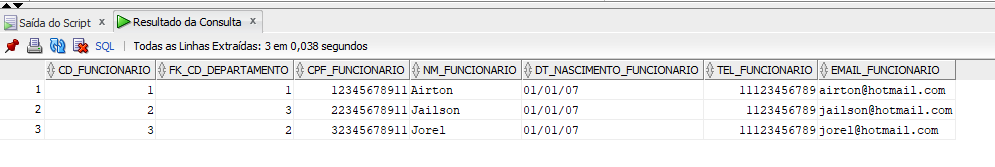 Saída do Script x Resultado da Consulta x
SQL | Todas as Linhas Extraídas: 3 em 0,038 segundos
CD_FUNCIONARIO FK_CD_DEPARTAMENTO CPF_FUNCIONARIO NM_FUNCIONARIO DT_NASCIMENTO_FUNCIONARIO TEL_FUNCIONARIO EMAIL_FUNCIONARIO
1 1 1 12345678911 Airton 01/01/07 11123456789 airton@hotmail.com
2 2 3 22345678911 Jailson 01/01/07 1123456789 jailson@hotmail.com
3 3 2 32345678911 Jorel 01/01/07 11123456789 jorel@hotmail.com